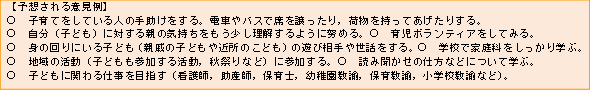 【予想される意見例】
○　子育てをしている人の手助けをする。電車やバスで席を譲ったり，荷物を持ってあげたりする。
○　自分（子ども）に対する親の気持ちをもう少し理解するように努める。○　育児ボランティアをしてみる。
○　身の回りにいる子ども（親戚の子どもや近所のこども）の遊び相手や世話をする。○　学校で家庭科をしっかり学ぶ。
○　地域の活動（子どもも参加する活動，秋祭りなど）に参加する。○　読み聞かせの仕方などについて学ぶ。
○　子どもに関わる仕事を目指す（看護師，助産師，保育士，幼稚園教諭，保育教諭，小学校教諭など）。